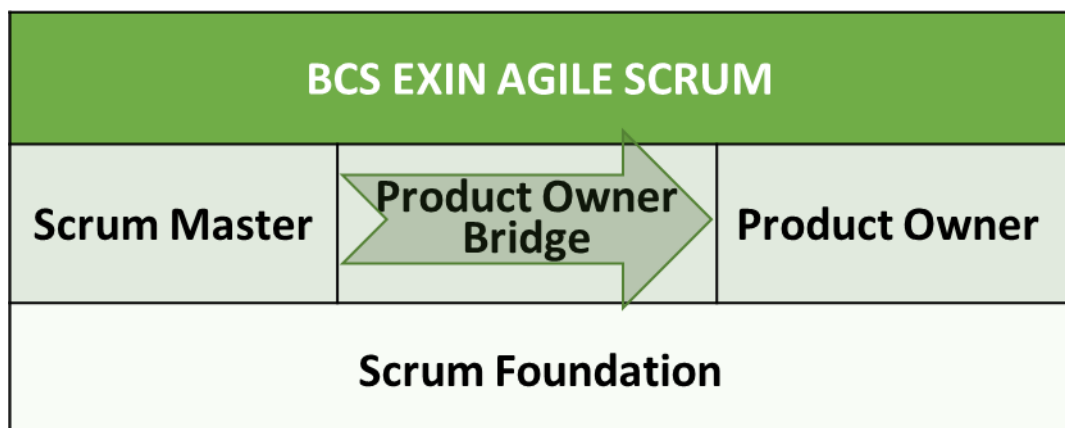 BCS EXIN AGILE SCRUM
Scrum Master
Product Owner
Bridge
Product Owner
Scrum Foundation